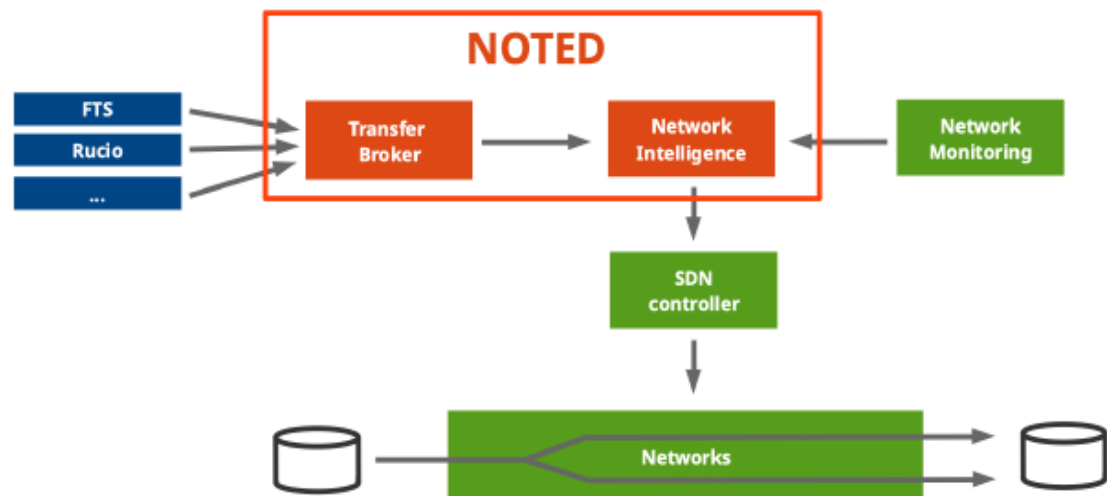 NOTED
FTS
Rucio
...
Transfer
Broker
Network
Intelligence
Network
Monitoring
SDN
controller
Networks